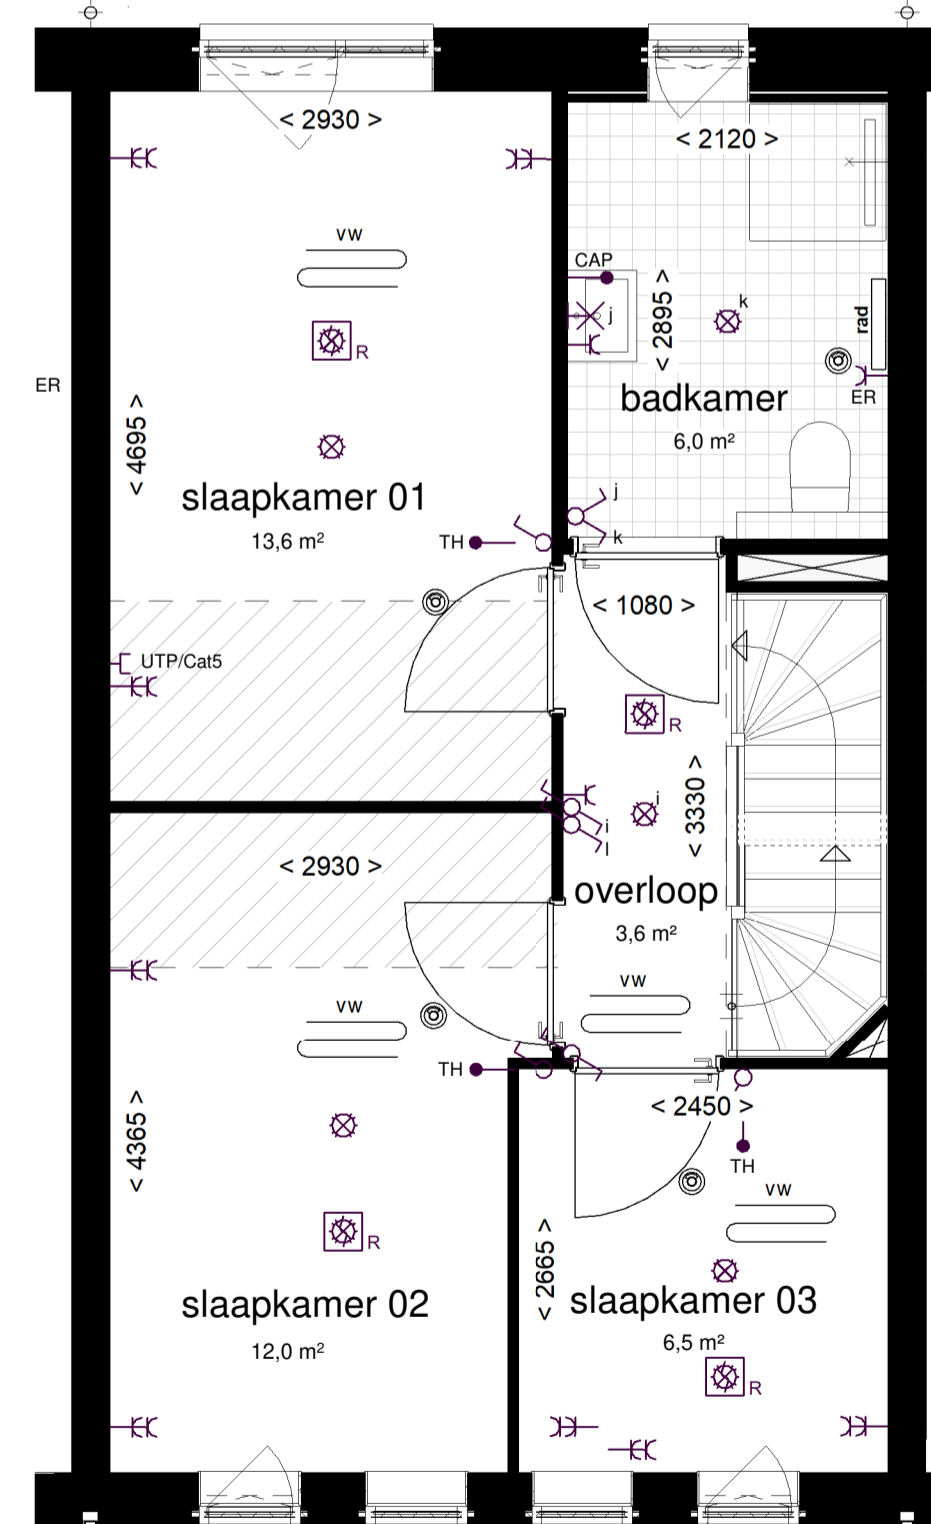 < 2930 >
< 2120 >
vw
CAP
k
j
R
< 2895 >
rad
ER
ER
badkamer
6,0 m²
< 4695 >
slaapkamer 01
13,6 m²
j
k
TH
< 1080 >
UTP/Cat5
R
< 3330 >
i
i
l
< 2930 >
overloop
3,6 m²
vw
vw
TH
< 2450 >
< 4365 >
TH
vw
R
< 2665 >
slaapkamer 02
12,0 m²
slaapkamer 03
6,5 m²
R